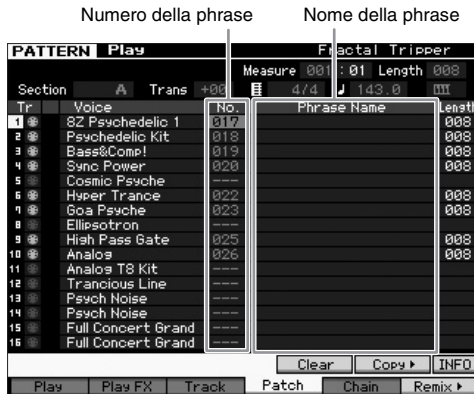 Numero della phrase Nome della phrase
PATTERN Play Fractal Tripper
Measure 001 : 01 Length 008
Section A Trans +00 4/4 143.0
Tr Voice No. Phrase Name Lengt
1 8Z Psychedelic 1 017 008
2 Psychedelic Kit 018 008
3 Bass&Comp! 019 008
4 Sync Power 020 008
5 Cosmic Psyche ---
6 Hyper Trance 022 008
7 Goa Psyche 023 008
8 Ellipsotron ---
9 High Pass Gate 025 008
10 Analog 026 008
11 Analog T8 Kit ---
12 Trancious Line ---
13 Psych Noise ---
14 Psych Noise ---
15 Full Concert Grand ---
16 Full Concert Grand ---
Clear Copy INFO
Play Play FX Track Patch Chain Remix